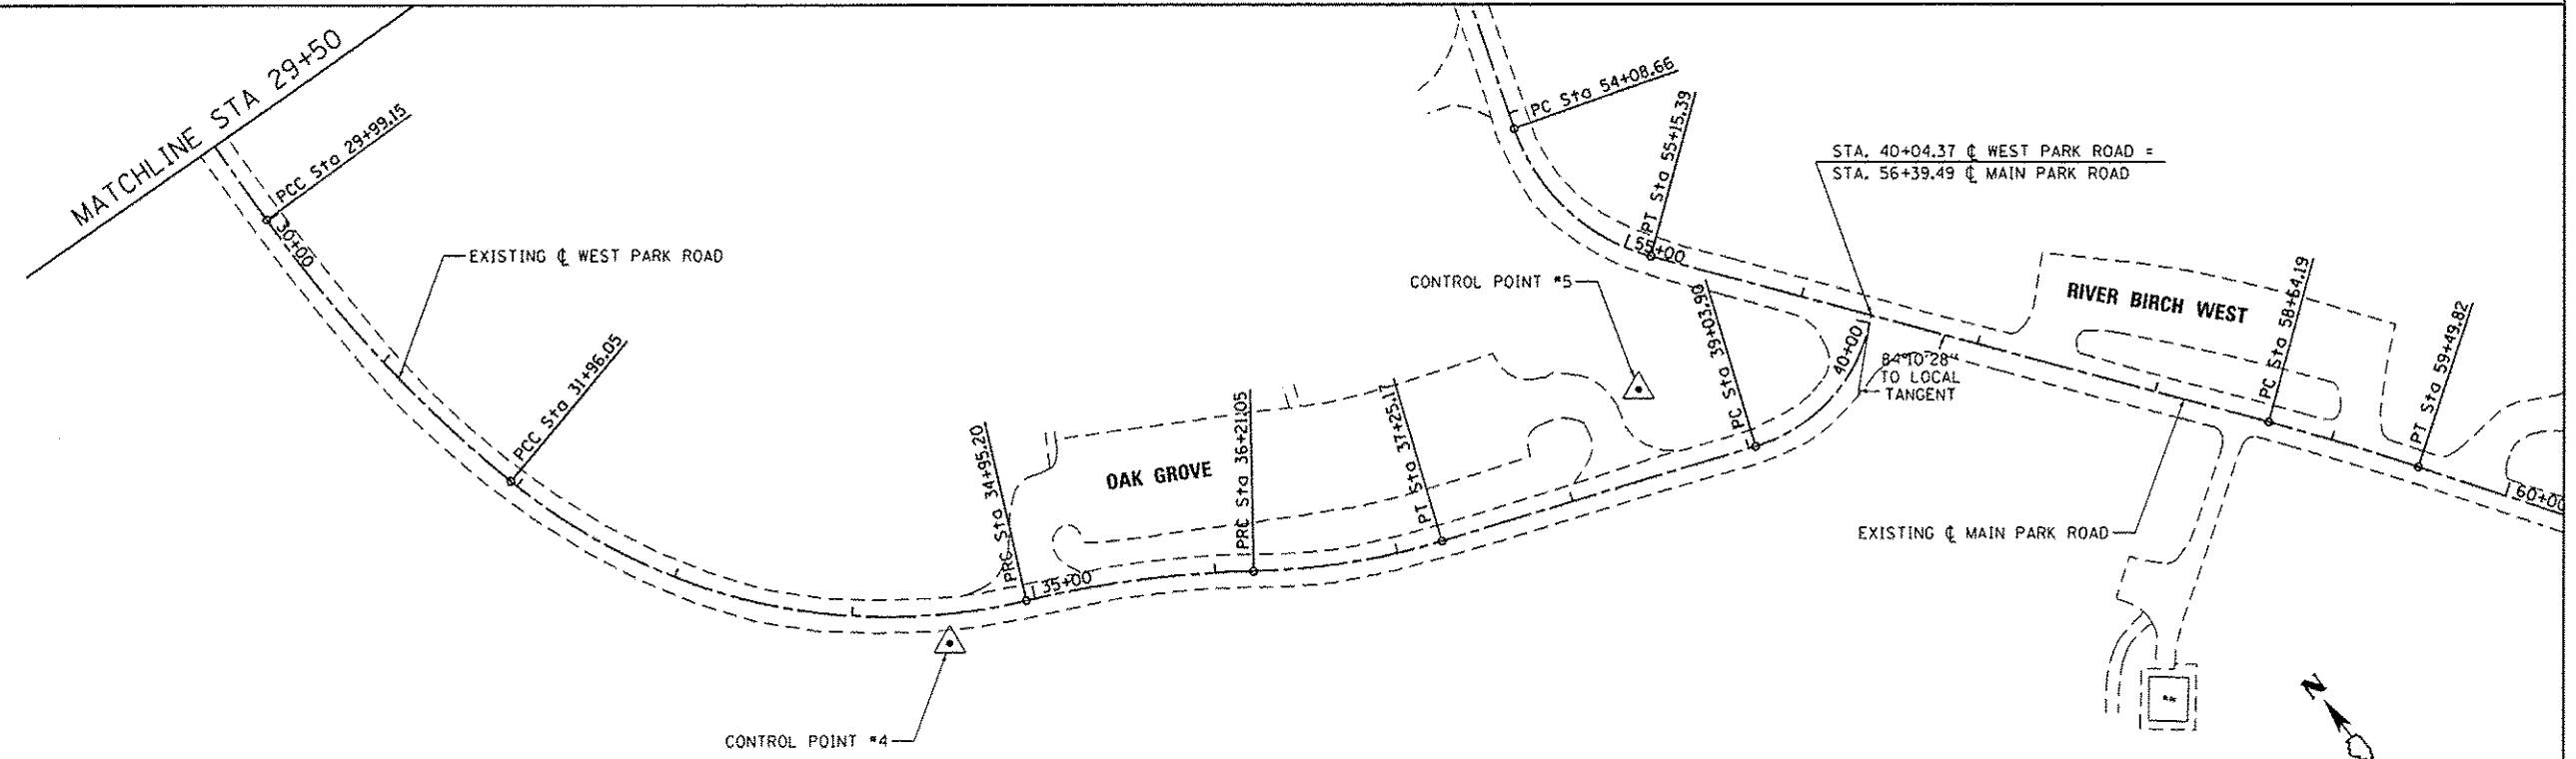 MATCHLINE STA 29+50
PCC Sta 29+99.15
30+00
EXISTING ℄ WEST PARK ROAD
PCC Sta 31+96.05
PRC Sta 34+95.20
35+00
OAK GROVE
PRC Sta 36+21.05
PT Sta 37+25.17
CONTROL POINT #4
CONTROL POINT #5
PC Sta 39+03.90
40+00
PC Sta 54+08.66
PT Sta 55+15.39
55+00
STA. 40+04.37 ℄ WEST PARK ROAD =
STA. 56+39.49 ℄ MAIN PARK ROAD
84°10'28"
TO LOCAL
TANGENT
RIVER BIRCH WEST
PC Sta 58+64.19
PT Sta 59+49.82
60+00
EXISTING ℄ MAIN PARK ROAD
N